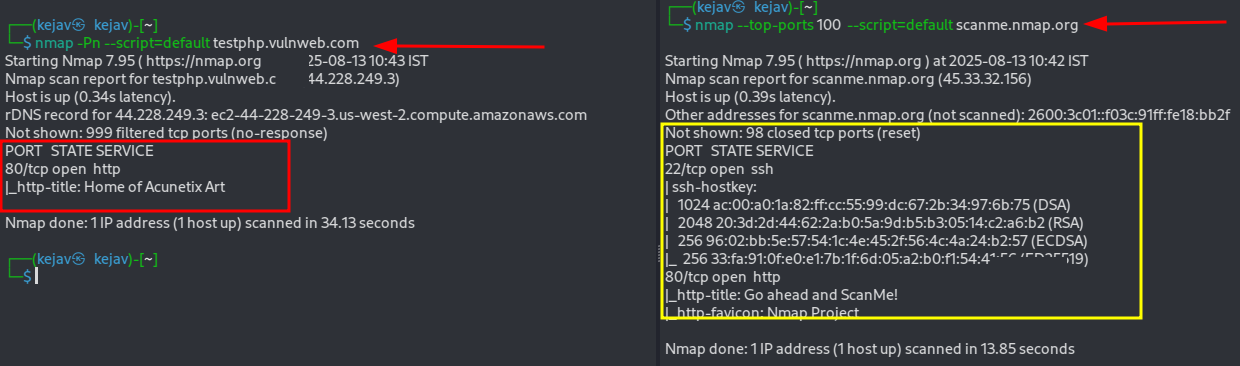 ┌──(kejav㉿ kejav)-[~]
└─$ nmap -Pn --script=default testphp.vulnweb.com
Starting Nmap 7.95 ( https://nmap.org 25-08-13 10:43 IST
Nmap scan report for testphp.vulnweb.c 44.228.249.3)
Host is up (0.34s latency).
rDNS record for 44.228.249.3: ec2-44-228-249-3.us-west-2.compute.amazonaws.com
Not shown: 999 filtered tcp ports (no-response)
PORT STATE SERVICE
80/tcp open http
|_http-title: Home of Acunetix Art
Nmap done: 1 IP address (1 host up) scanned in 34.13 seconds
┌──(kejav㉿ kejav)-[~]
└─$
┌──(kejav㉿ kejav)-[~]
└─$ nmap --top-ports 100 --script=default scanme.nmap.org
Starting Nmap 7.95 ( https://nmap.org ) at 2025-08-13 10:42 IST
Nmap scan report for scanme.nmap.org (45.33.32.156)
Host is up (0.39s latency).
Other addresses for scanme.nmap.org (not scanned): 2600:3c01::f03c:91ff:fe18:bb2f
Not shown: 98 closed tcp ports (reset)
PORT STATE SERVICE
22/tcp open ssh
| ssh-hostkey:
| 1024 ac:00:a0:1a:82:ff:cc:55:99:dc:67:2b:34:97:6b:75 (DSA)
| 2048 20:3d:2d:44:62:2a:b0:5a:9d:b5:b3:05:14:c2:a6:b2 (RSA)
| 256 96:02:bb:5e:57:54:1c:4e:45:2f:56:4c:4a:24:b2:57 (ECDSA)
|_ 256 33:fa:91:0f:e0:e1:7b:1f:6d:05:a2:b0:f1:54:41:56 (ED25519)
80/tcp open http
|_http-title: Go ahead and ScanMe!
|_http-favicon: Nmap Project
Nmap done: 1 IP address (1 host up) scanned in 13.85 seconds